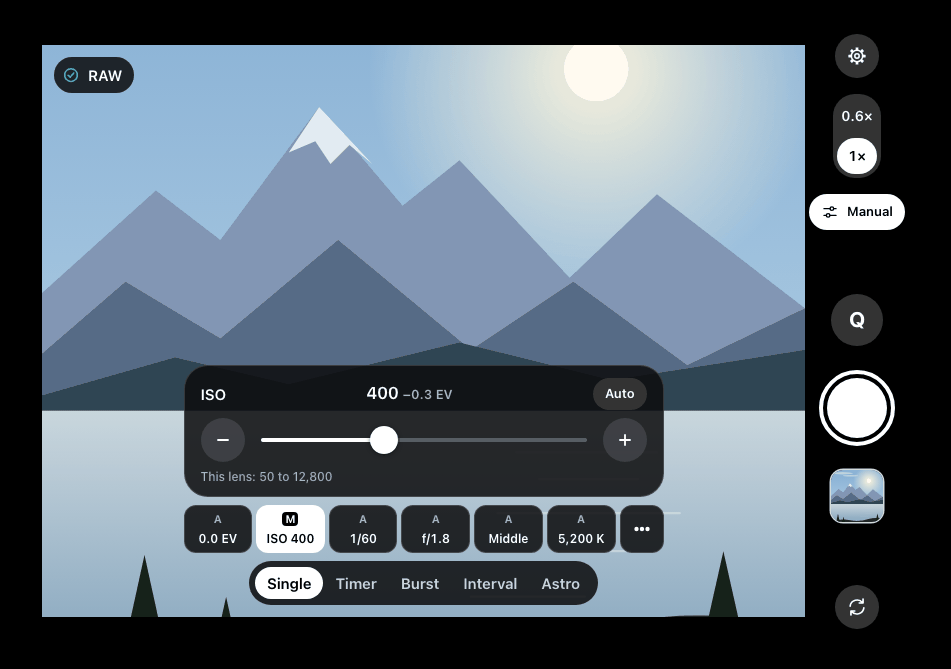 RAW
0.6×
1×
Manual
Q
ISO
400 −0.3 EV
Auto
This lens: 50 to 12,800
A
0.0 EV
M
ISO 400
A
1/60
A
f/1.8
A
Middle
A
5,200 K
Single Timer Burst Interval Astro